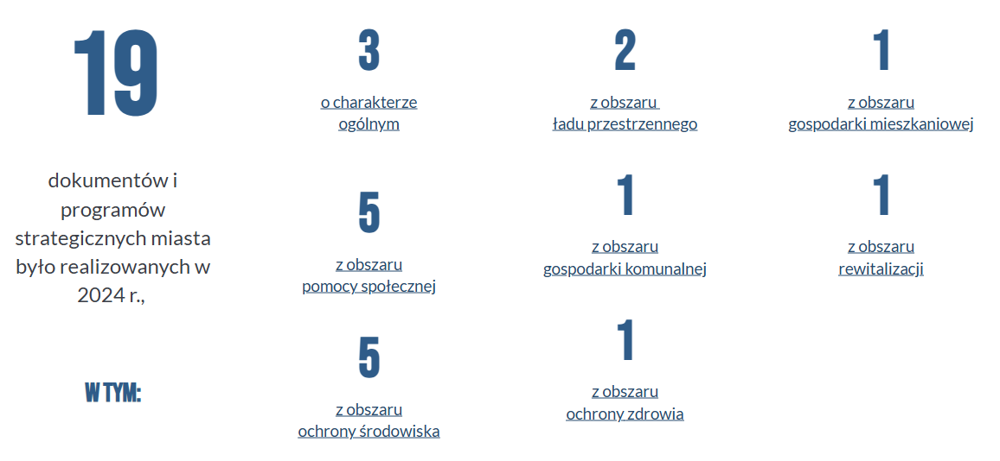 19
dokumentów i
programów
strategicznych miasta
było realizowanych w
2024 r.,
W TYM:
3
o charakterze
ogólnym
5
z obszaru
pomocy społecznej
5
z obszaru
ochrony środowiska
2
z obszaru
ładu przestrzennego
1
z obszaru
gospodarki komunalnej
1
z obszaru
ochrony zdrowia
1
z obszaru
gospodarki mieszkaniowej
1
z obszaru
rewitalizacji